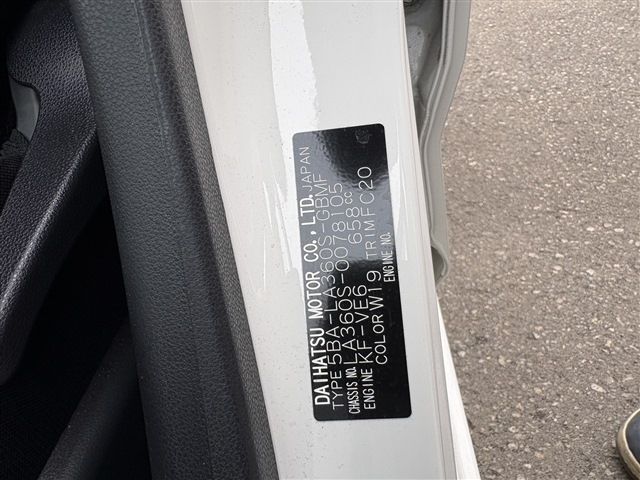 DAIHATSU MOTOR CO., LTD. JAPAN
TYPE 5BA-LA360S-GBMF
CHASSIS NO. LA360S-0078105
ENGINE KF-VE6 658cc
COLOR W19 TRIM FC20
ENGINE NO.